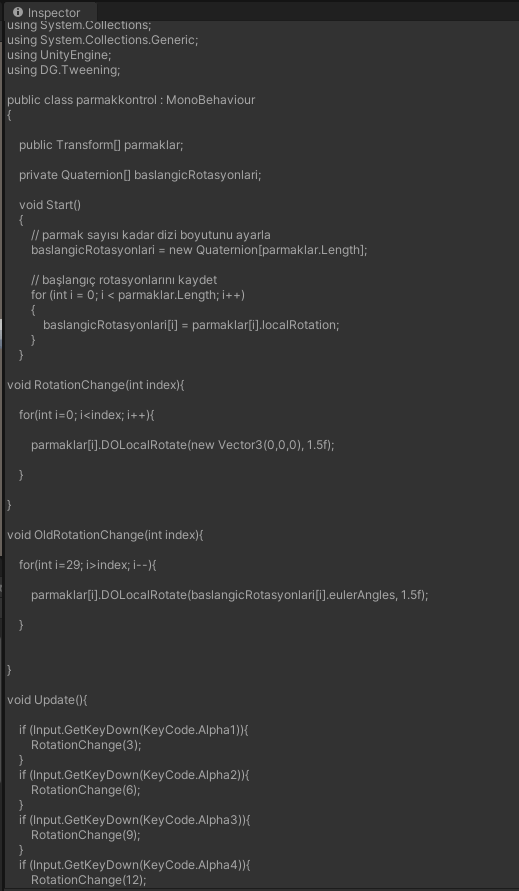 Inspector
using System.Collections;
using System.Collections.Generic;
using UnityEngine;
using DG.Tweening;
public class parmakkontrol : MonoBehaviour
{
public Transform[] parmaklar;
private Quaternion[] baslangicRotasyonlari;
void Start()
{
// parmak sayısı kadar dizi boyutunu ayarla
baslangicRotasyonlari = new Quaternion[parmaklar.Length];
// başlangıç rotasyonlarını kaydet
for (int i = 0; i < parmaklar.Length; i++)
{
baslangicRotasyonlari[i] = parmaklar[i].localRotation;
}
}
void RotationChange(int index){
for(int i=0; i<index; i++){
parmaklar[i].DOLocalRotate(new Vector3(0,0,0), 1.5f);
}
}
void OldRotationChange(int index){
for(int i=29; i>index; i--){
parmaklar[i].DOLocalRotate(baslangicRotasyonlari[i].eulerAngles, 1.5f);
}
}
void Update(){
if (Input.GetKeyDown(KeyCode.Alpha1)){
RotationChange(3);
}
if (Input.GetKeyDown(KeyCode.Alpha2)){
RotationChange(6);
}
if (Input.GetKeyDown(KeyCode.Alpha3)){
RotationChange(9);
}
if (Input.GetKeyDown(KeyCode.Alpha4)){
RotationChange(12);